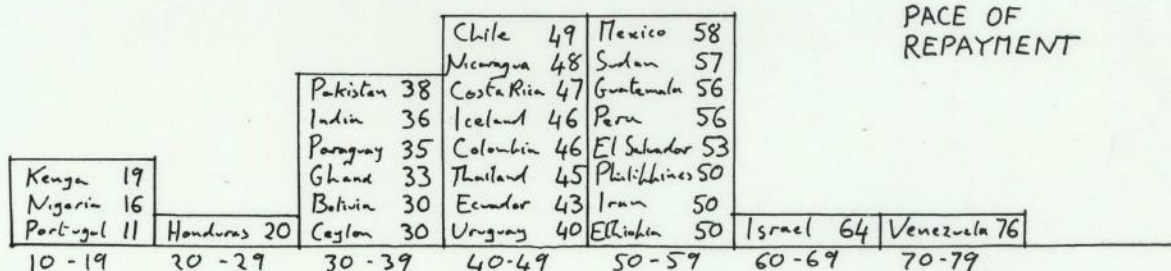 PACE OF
REPAYMENT
Chile 49 Mexico 58
Nicaragua 48 Sudan 57
Pakistan 38 Costa Rica 47 Guatemala 56
India 36 Iceland 46 Peru 56
Paraguay 35 Colombia 46 El Salvador 53
Kenya 19 Ghana 33 Thailand 45 Philippines 50
Nigeria 16 Bolivia 30 Ecuador 43 Iran 50
Portugal 11 Honduras 20 Ceylon 30 Uruguay 40 Ethiopia 50 Israel 64 Venezuela 76
10-19 20-29 30-39 40-49 50-59 60-69 70-79